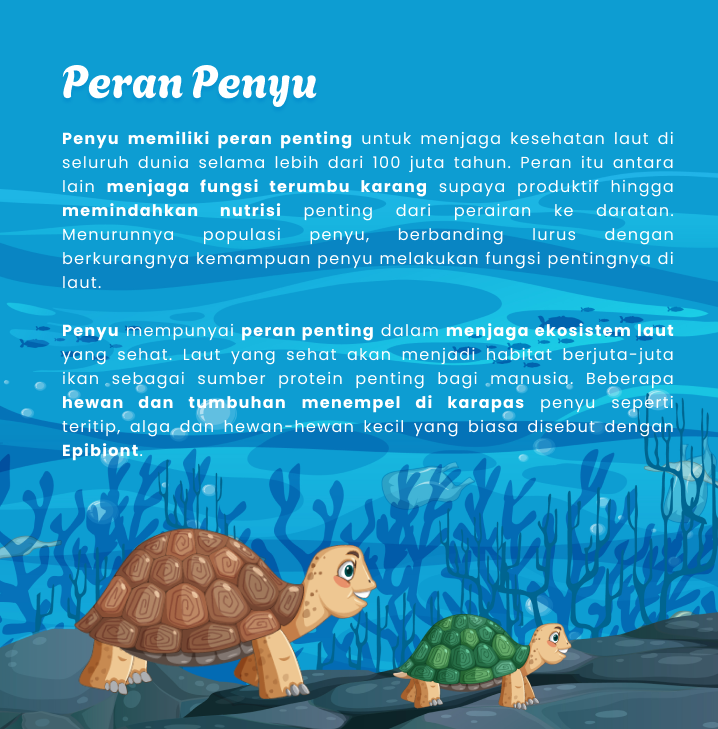 Peran Penyu
Penyu memiliki peran penting untuk menjaga kesehatan laut di
seluruh dunia selama lebih dari 100 juta tahun. Peran itu antara
lain menjaga fungsi terumbu karang supaya produktif hingga
memindahkan nutrisi penting dari perairan ke daratan.
Menurunnya populasi penyu, berbanding lurus dengan
berkurangnya kemampuan penyu melakukan fungsi pentingnya di
laut.
Penyu mempunyai peran penting dalam menjaga ekosistem laut
yang sehat. Laut yang sehat akan menjadi habitat berjuta-juta
ikan sebagai sumber protein penting bagi manusia. Beberapa
hewan dan tumbuhan menempel di karapas penyu seperti
teritip, alga dan hewan-hewan kecil yang biasa disebut dengan
Epibiont.